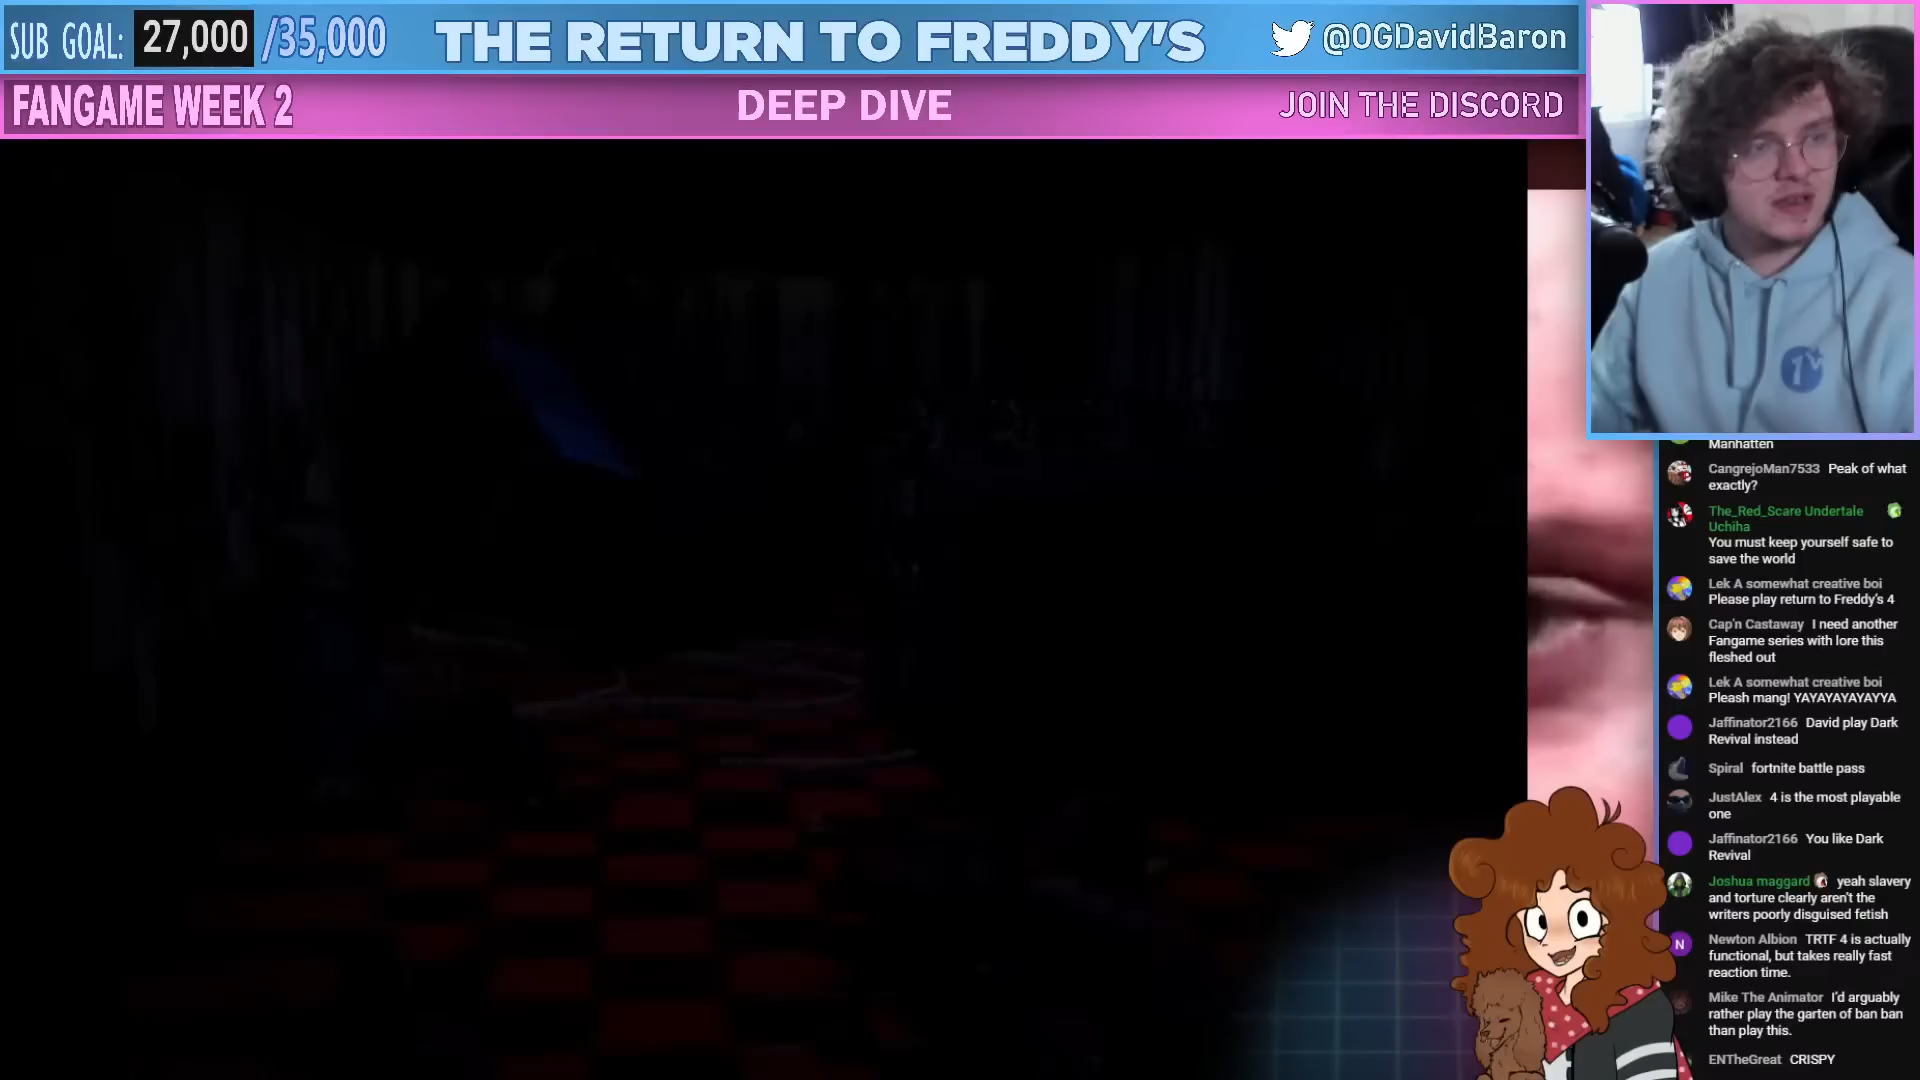 SUB GOAL: 27,000 /35,000
THE RETURN TO FREDDY'S
@OGDavidBaron
FANGAME WEEK 2
DEEP DIVE
JOIN THE DISCORD
Manhatten
CangrejoMan7533 Peak of what
exactly?
The_Red_Scare Undertale
Uchiha
You must keep yourself safe to
save the world
Lek A somewhat creative boi
Please play return to Freddy's 4
Cap'n Castaway I need another
Fangame series with lore this
fleshed out
Lek A somewhat creative boi
Pleash mang! YAYAYAYAYAYYA
Jaffinator2166 David play Dark
Revival instead
Spiral fortnite battle pass
JustAlex 4 is the most playable
one
Jaffinator2166 You like Dark
Revival
Joshua maggard yeah slavery
and torture clearly aren't the
writers poorly disguised fetish
N Newton Albion TRTF 4 is actually
functional, but takes really fast
reaction time.
Mike The Animator I'd arguably
rather play the garten of ban ban
than play this.
ENTheGreat CRISPY